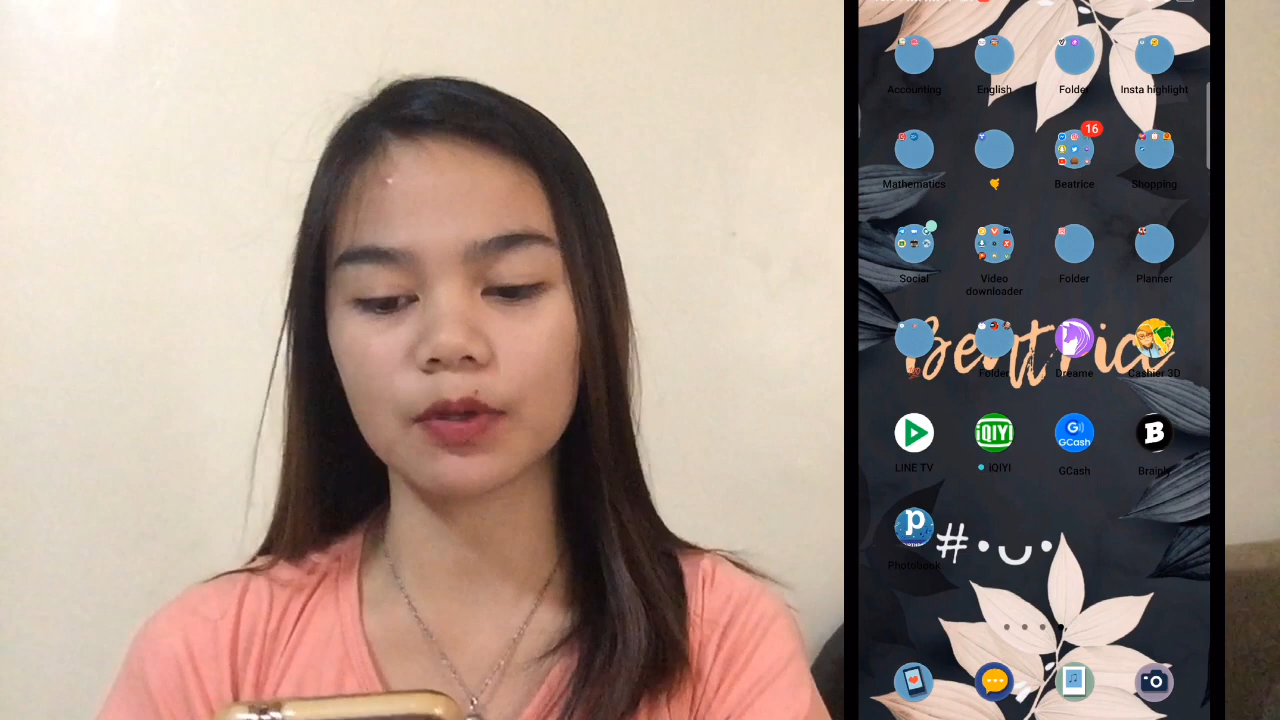 Accounting English Folder Insta highlight
16
Mathematics Beatrice Shopping
Social Video downloader Folder Planner
Beatrice
Folder Dreame Cashier 3D
iQIYI G GCash B
LINE TV iQIYI GCash Brainly
p
Photobook
#